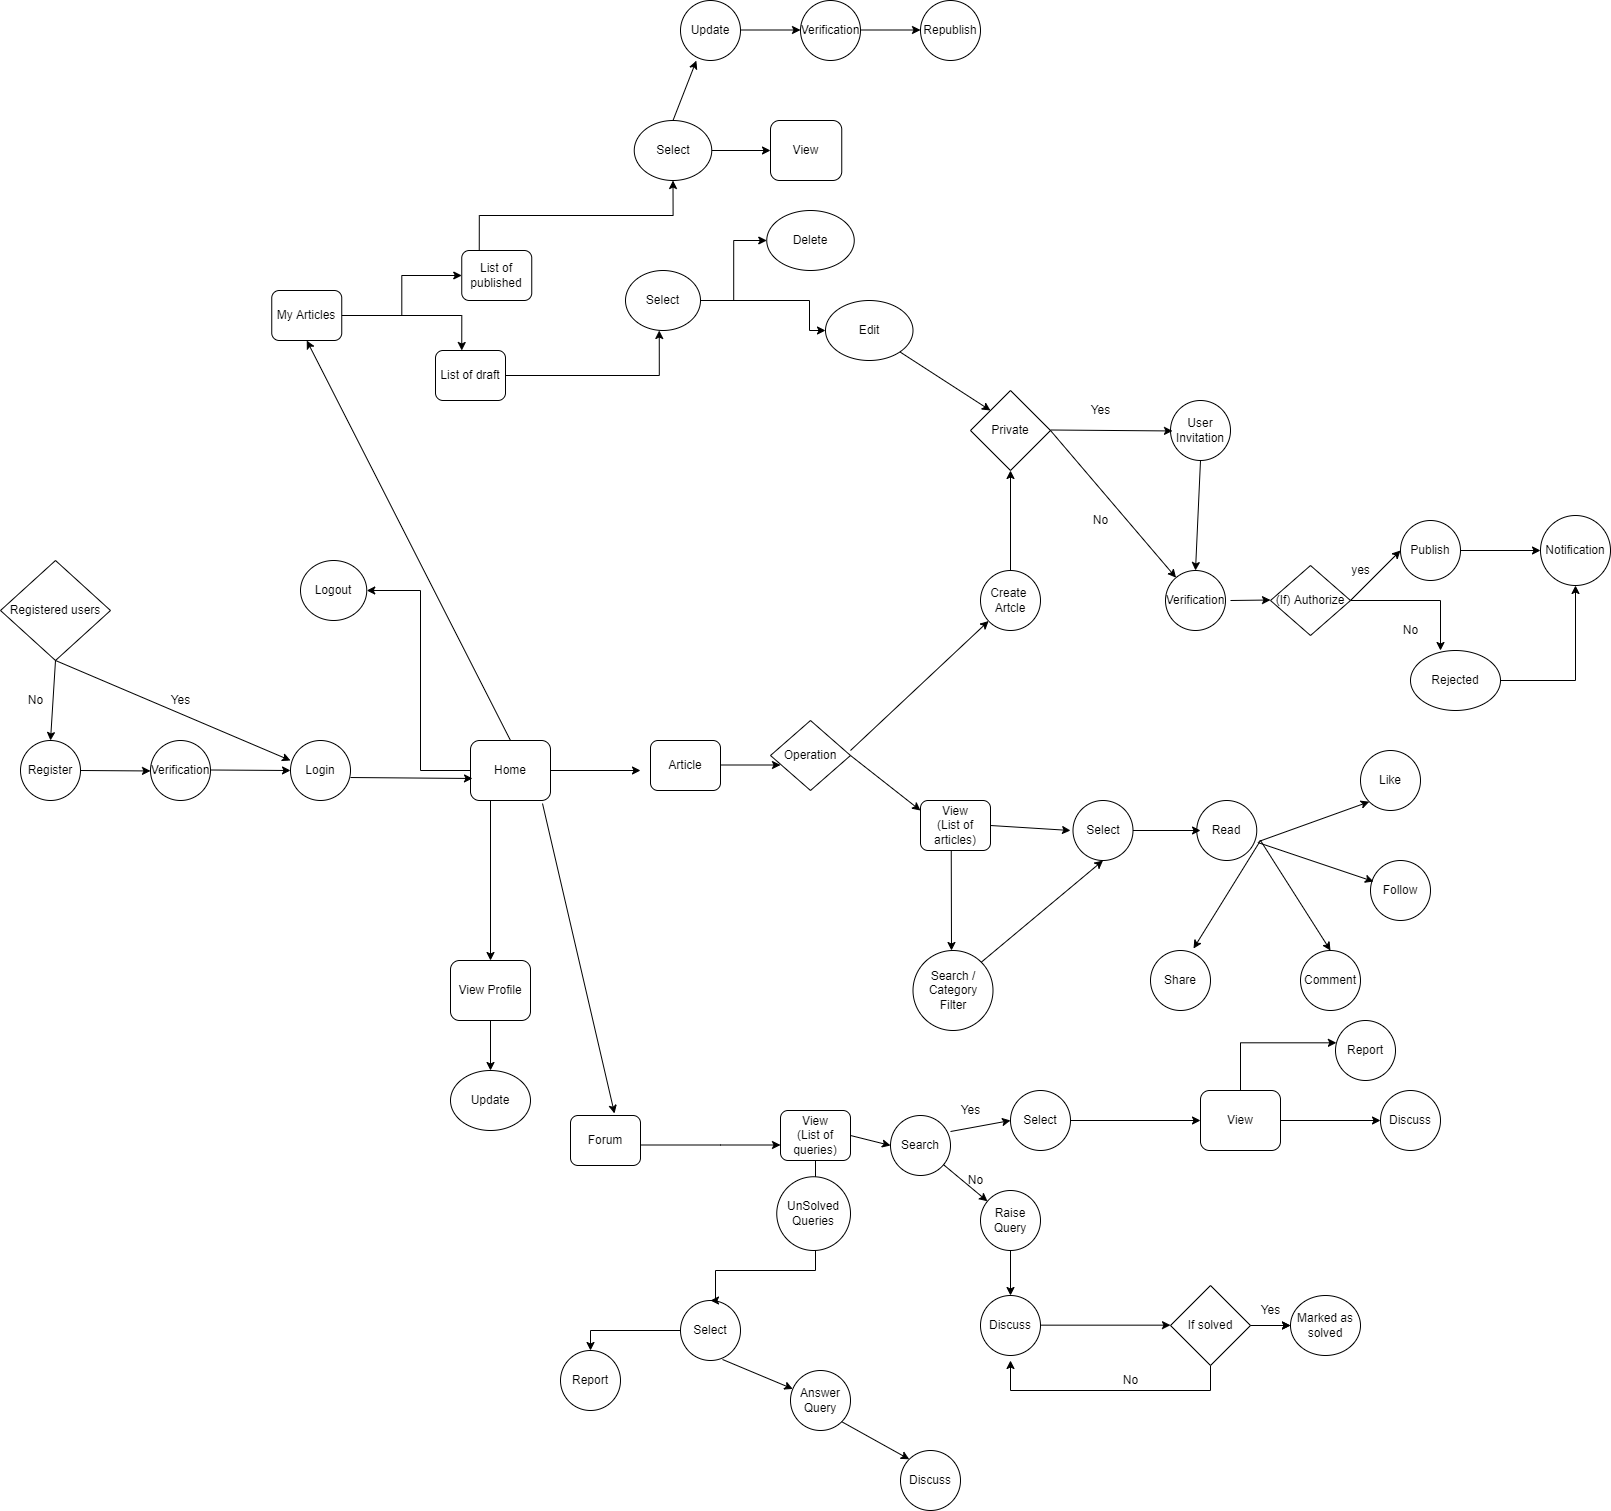 Update
Verification
Republish
Select
View
Delete
List of
published
Select
My Articles
Edit
List of draft
Yes
User
Invitation
Private
No
Publish
Notification
yes
Logout
Create
Artcle
Verification
(If) Authorize
Registered users
No
Rejected
No
Yes
Register
Verification
Login
Home
Article
Operation
Like
View
(List of
articles)
Select
Read
Follow
Search /
Category
Filter
Share
Comment
View Profile
Report
Update
Yes
Forum
View
(List of
queries)
Search
Select
View
Discuss
No
UnSolved
Queries
Raise
Query
Select
Discuss
If solved
Yes
Marked as
solved
Report
No
Answer
Query
Discuss